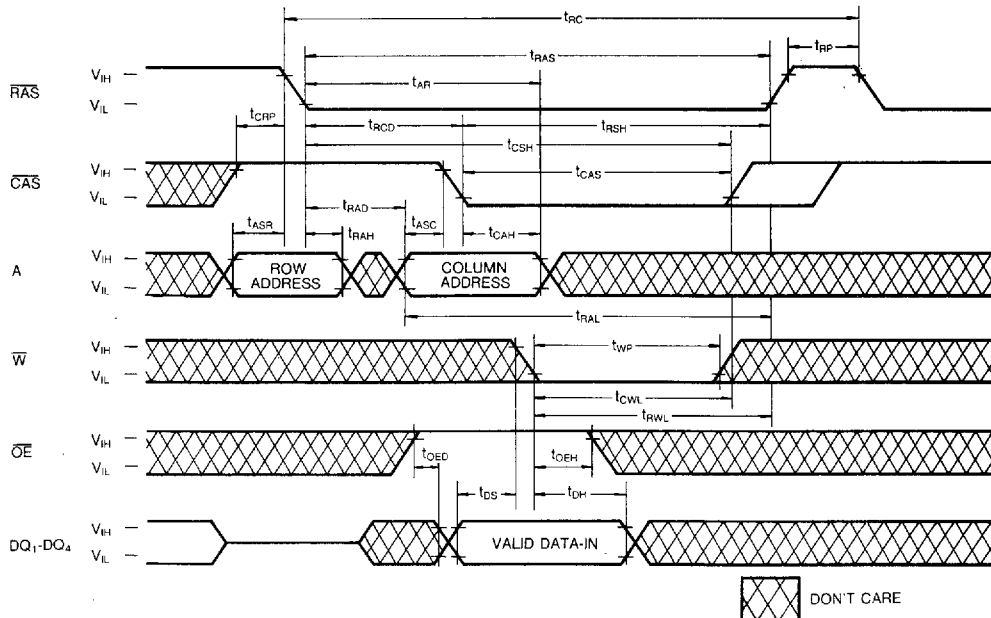 tRC
tRAS
tRP
tAR
RAS
VIH
VIL
tCRP
tRCD
tRSH
tCSH
CAS
VIH
VIL
tCAS
tRAD
tASR
tRAH
tASC
tCAH
A
VIH
VIL
ROW ADDRESS
COLUMN ADDRESS
tRAL
W
VIH
VIL
tWP
tCWL
tRWL
OE
VIH
VIL
tOED
tOEH
tDS
tDH
DQ1-DQ4
VIH
VIL
VALID DATA-IN
DON'T CARE